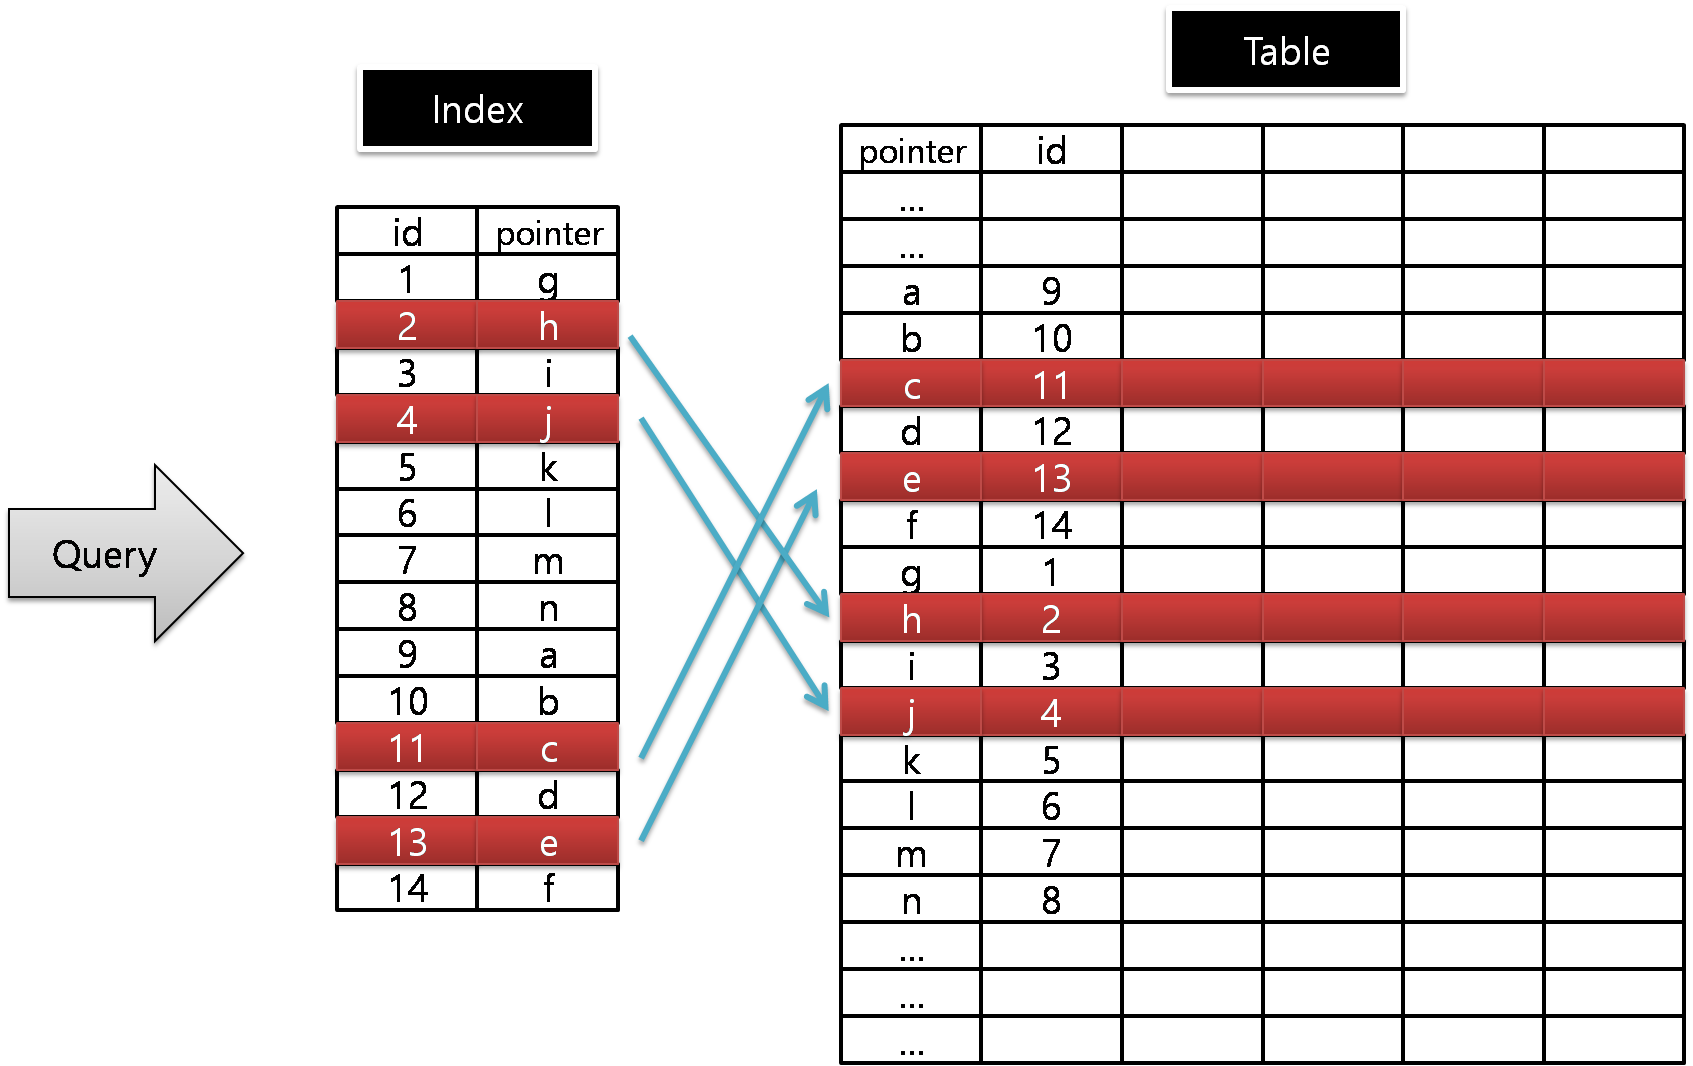 Table
Index
Query
id pointer
1 g
2 h
3 i
4 j
5 k
6 l
7 m
8 n
9 a
10 b
11 c
12 d
13 e
14 f
pointer id
...
...
a 9
b 10
c 11
d 12
e 13
f 14
g 1
h 2
i 3
j 4
k 5
l 6
m 7
n 8
...
...
...